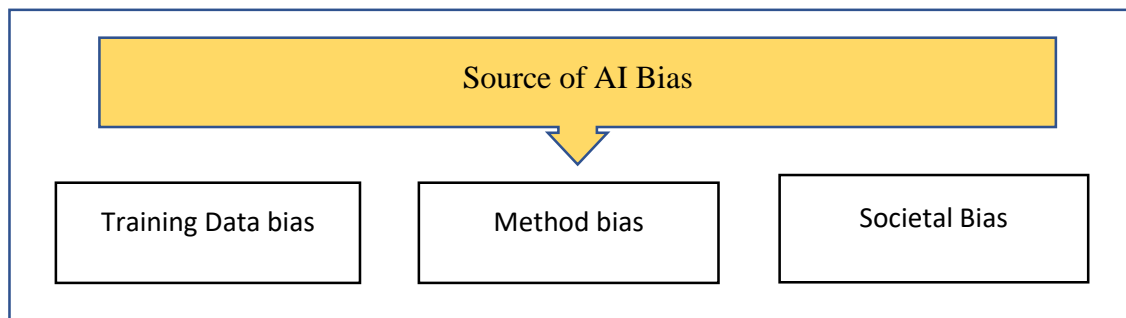 Source of AI Bias
Training Data bias
Method bias
Societal Bias